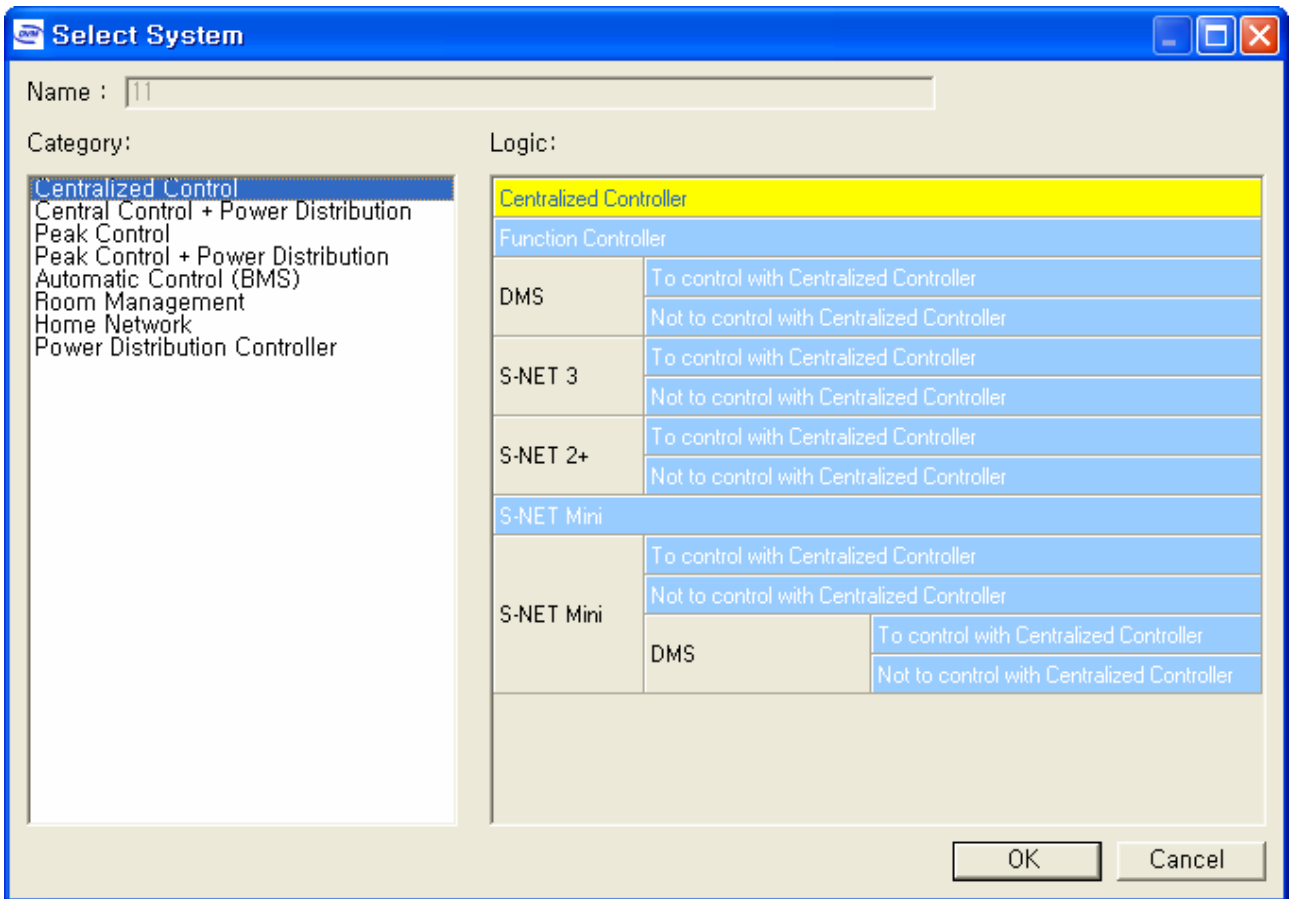 Select System
Name : 11
Category:
Centralized Control
Central Control + Power Distribution
Peak Control
Peak Control + Power Distribution
Automatic Control (BMS)
Room Management
Home Network
Power Distribution Controller
Logic:
Centralized Controller
Function Controller
DMS
To control with Centralized Controller
Not to control with Centralized Controller
S-NET 3
To control with Centralized Controller
Not to control with Centralized Controller
S-NET 2+
To control with Centralized Controller
Not to control with Centralized Controller
S-NET Mini
S-NET Mini
To control with Centralized Controller
Not to control with Centralized Controller
DMS
To control with Centralized Controller
Not to control with Centralized Controller
OK
Cancel